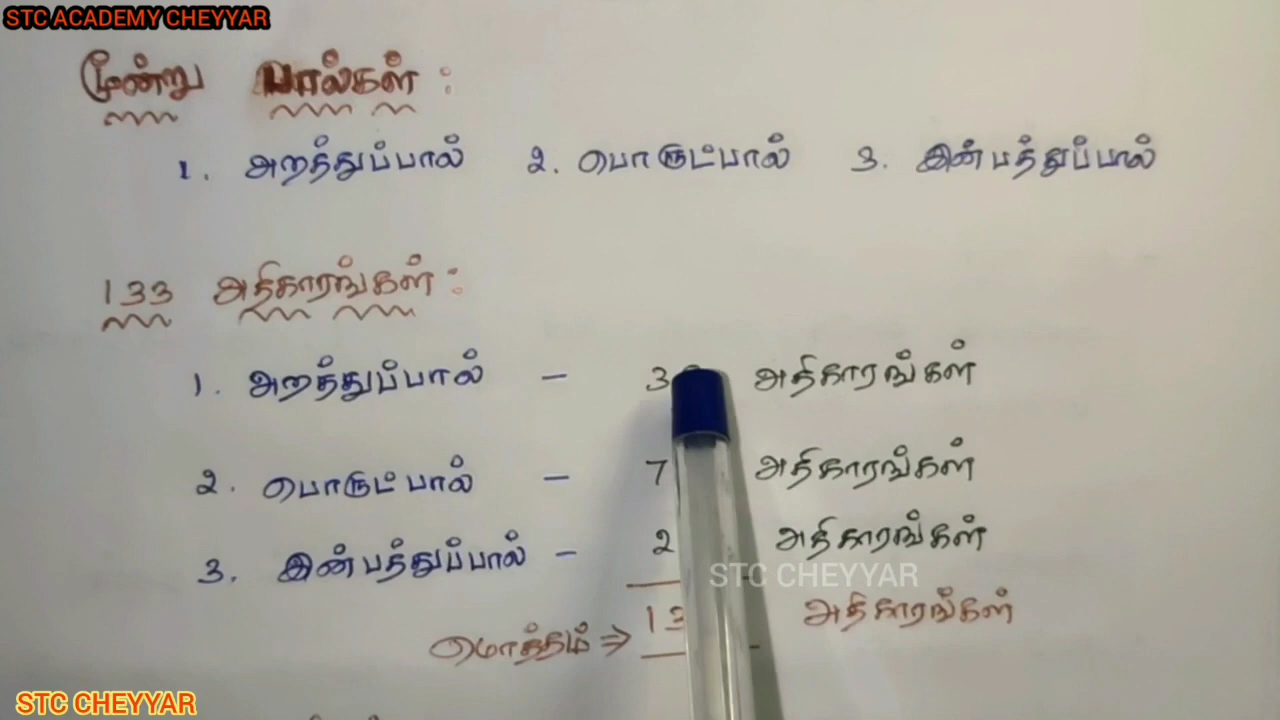 STC ACADEMY CHEYYAR
மூன்று பால்கள் :
1. அறத்துப்பால் 2. பொருட்பால் 3. இன்பத்துப்பால்
133 அதிகாரங்கள் :
1. அறத்துப்பால் - 3 அதிகாரங்கள்
2. பொருட்பால் - 7 அதிகாரங்கள்
3. இன்பத்துப்பால் - 2 அதிகாரங்கள்
STC CHEYYAR
மொத்தம் ⇒ 13 அதிகாரங்கள்
STC CHEYYAR